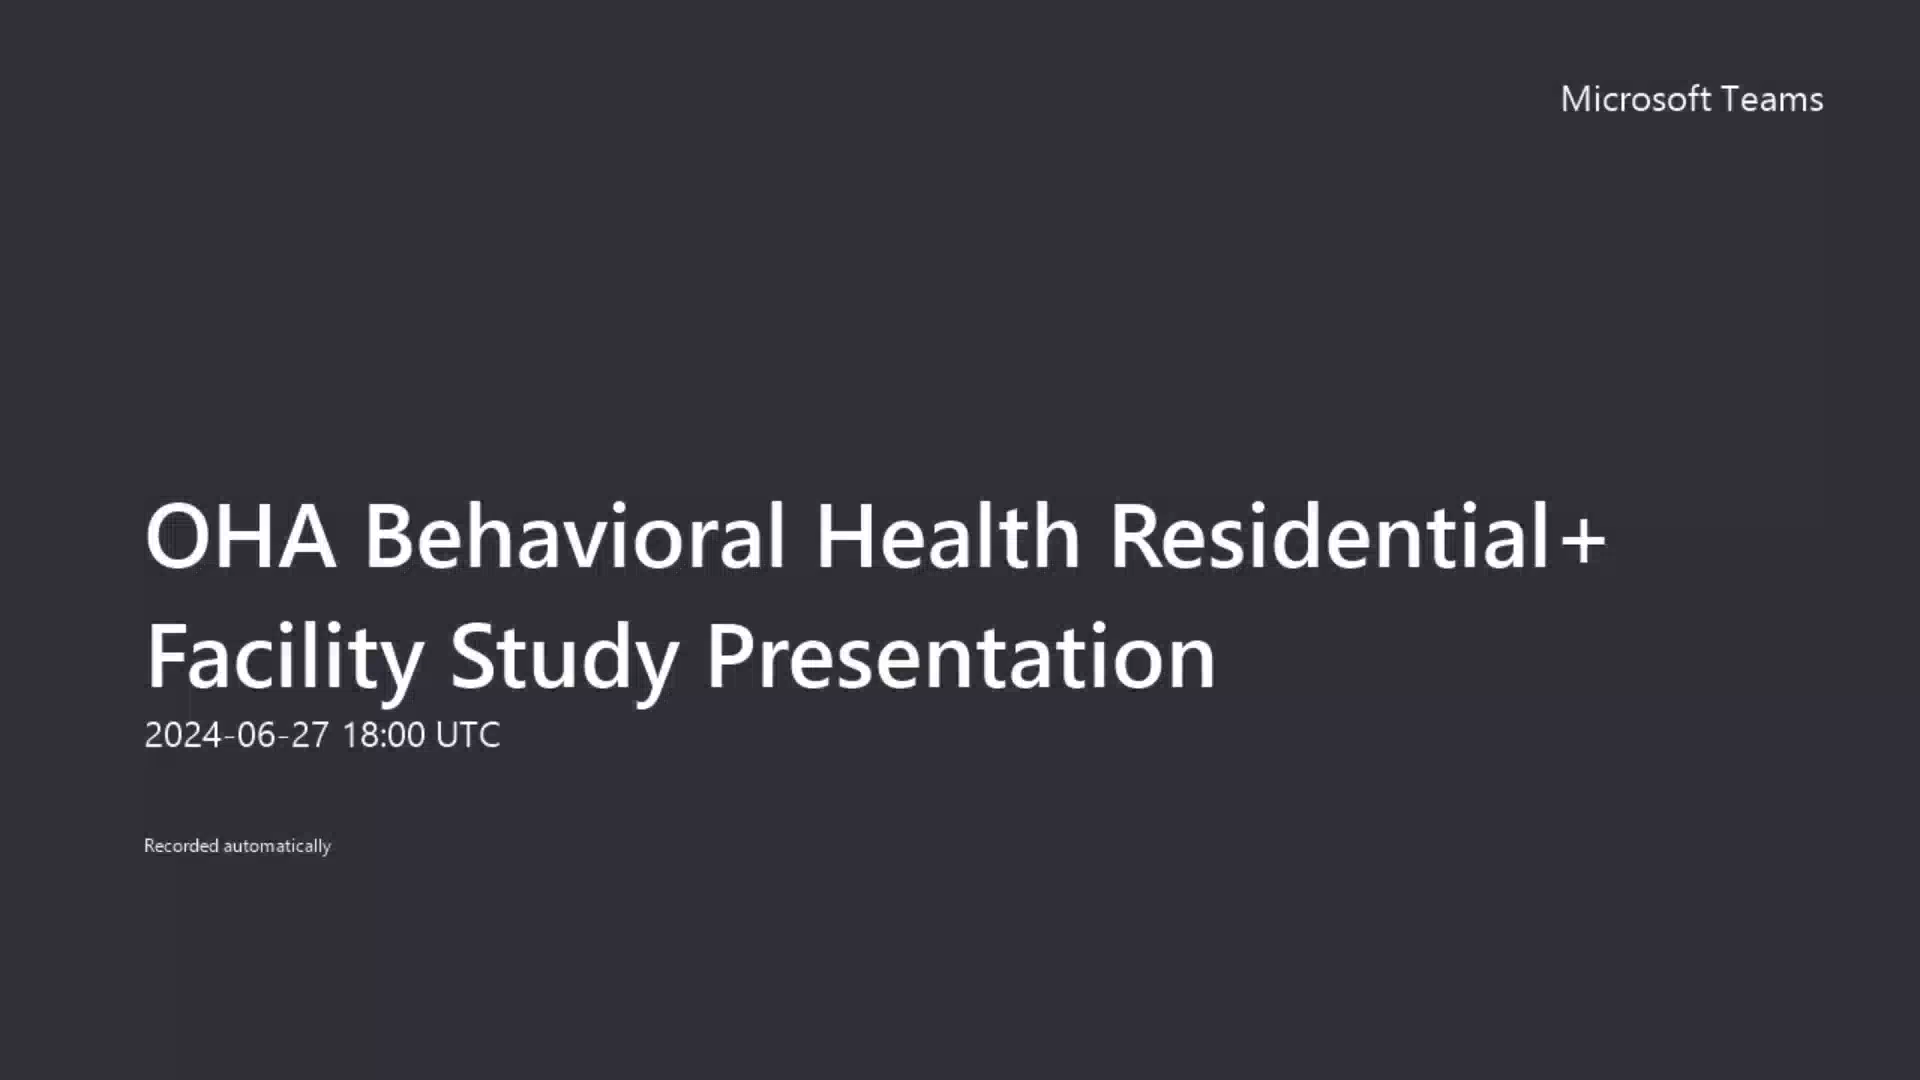 Microsoft Teams
OHA Behavioral Health Residential+
Facility Study Presentation
2024-06-27 18:00 UTC
Recorded automatically